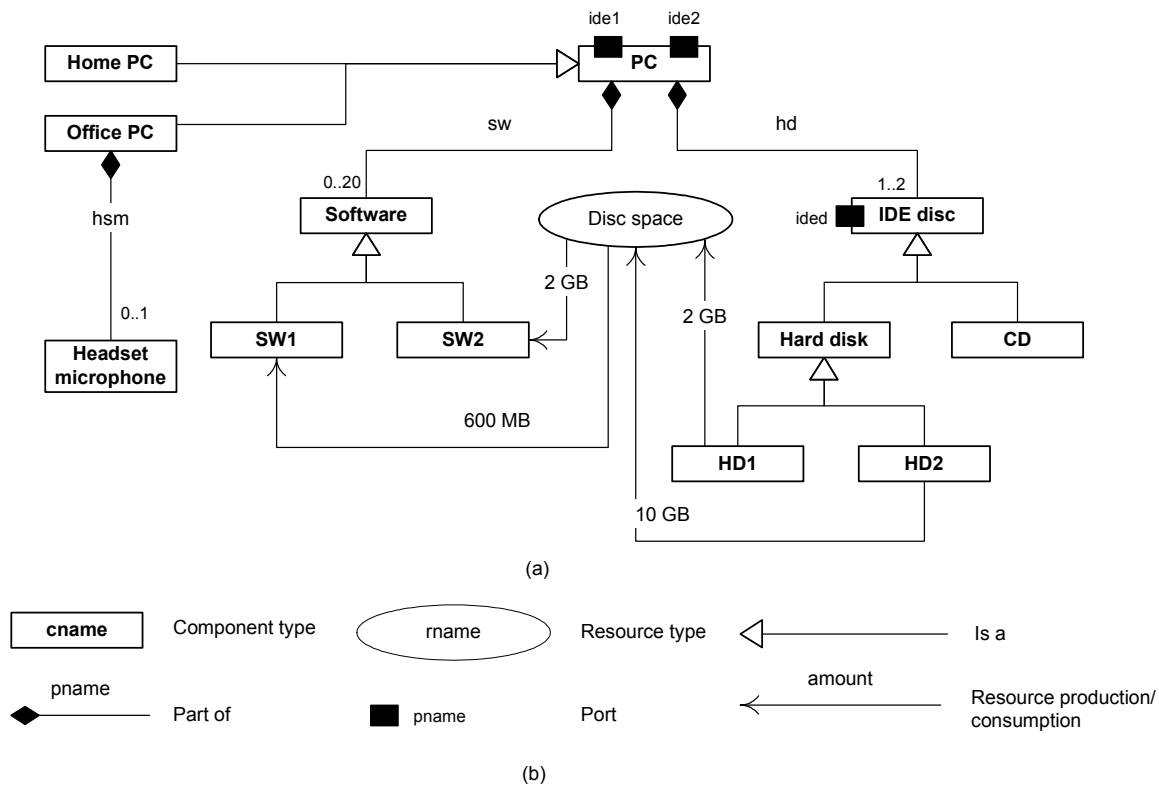 ide1
ide2
Home PC
PC
Office PC
sw
hd
hsm
0..20
1..2
Software
Disc space
ided
IDE disc
2 GB
2 GB
0..1
SW1
SW2
Hard disk
CD
Headset
microphone
600 MB
HD1
HD2
10 GB
(a)
cname
Component type
rname
Resource type
Is a
pname
Part of
pname
Port
amount
Resource production/
consumption
(b)